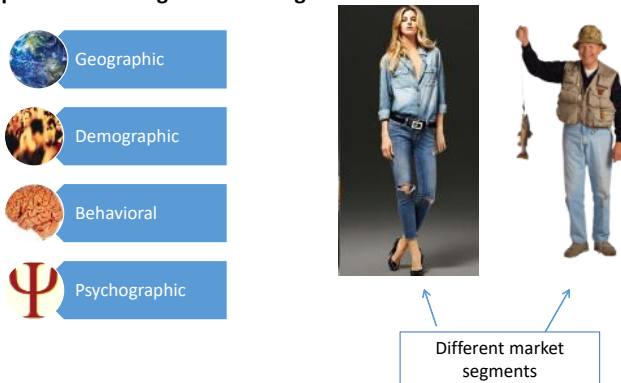 Geographic
Demographic
Behavioral
Psychographic
Different market
segments